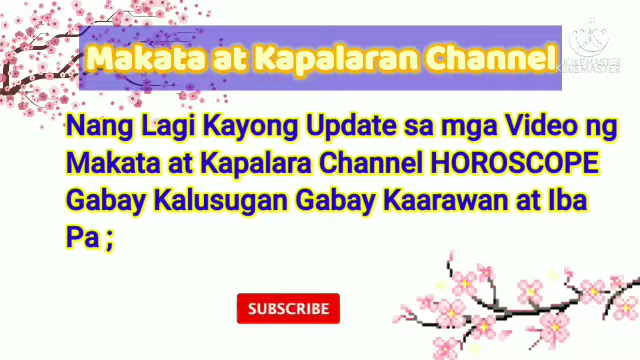 Makata at Kapalaran Channel
KINEMASTER
Nang Lagi Kayong Update sa mga Video ng
Makata at Kapalara Channel HOROSCOPE
Gabay Kalusugan Gabay Kaarawan at Iba
Pa ;
SUBSCRIBE